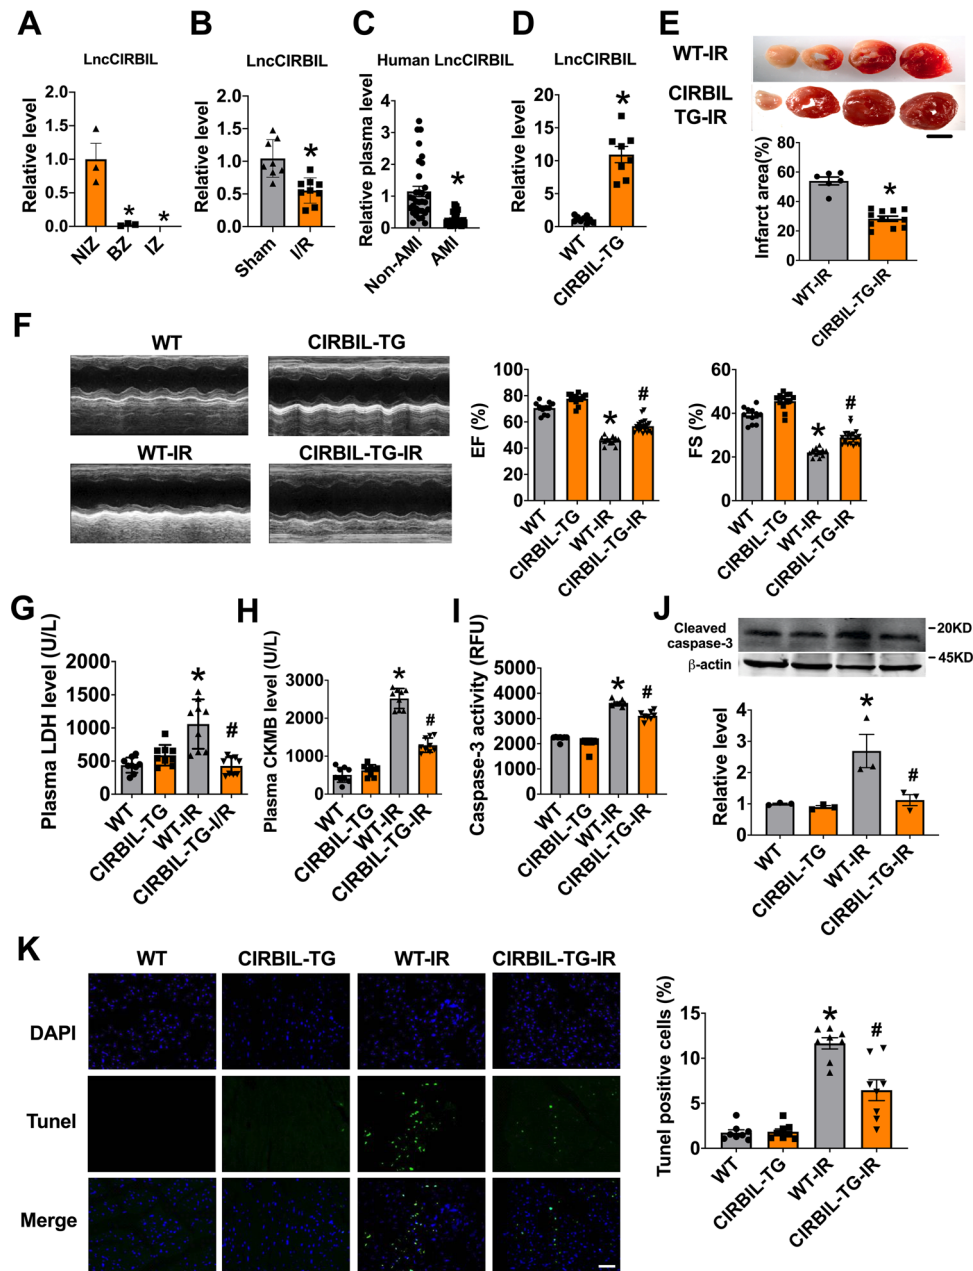 A
LncCIRBIL
Relative level
2.0
1.5
1.0
0.5
0.0
*
*
NIZ
BZ
IZ
B
LncCIRBIL
Relative level
2.0
1.5
1.0
0.5
0.0
*
Sham
I/R
C
Human LncCIRBIL
Relative plasma level
4
3
2
1
0
*
Non-AMI
AMI
D
LncCIRBIL
Relative level
20
15
10
5
0
*
WT
CIRBIL-TG
E
WT-IR
CIRBIL
TG-IR
Infarct area(%)
80
60
40
20
0
*
WT-IR
CIRBIL-TG-IR
F
WT
CIRBIL-TG
WT-IR
CIRBIL-TG-IR
EF (%)
100
80
60
40
20
0
*
#
WT
CIRBIL-TG
WT-IR
CIRBIL-TG-IR
FS (%)
60
40
20
0
*
#
WT
CIRBIL-TG
WT-IR
CIRBIL-TG-IR
G
Plasma LDH level (U/L)
2000
1500
1000
500
0
*
#
WT
CIRBIL-TG
WT-IR
CIRBIL-TG-I/R
H
Plasma CKMB level (U/L)
3000
2000
1000
0
*
#
WT
CIRBIL-TG
WT-IR
CIRBIL-TG-IR
I
Caspase-3 activity (RFU)
5000
4000
3000
2000
1000
0
*
#
WT
CIRBIL-TG
WT-IR
CIRBIL-TG-IR
J
Cleaved
caspase-3
20KD
β-actin
45KD
Relative level
4
3
2
1
0
*
#
WT
CIRBIL-TG
WT-IR
CIRBIL-TG-IR
K
WT
CIRBIL-TG
WT-IR
CIRBIL-TG-IR
DAPI
Tunel
Merge
Tunel positive cells (%)
15
10
5
0
*
#
WT
CIRBIL-TG
WT-IR
CIRBIL-TG-IR